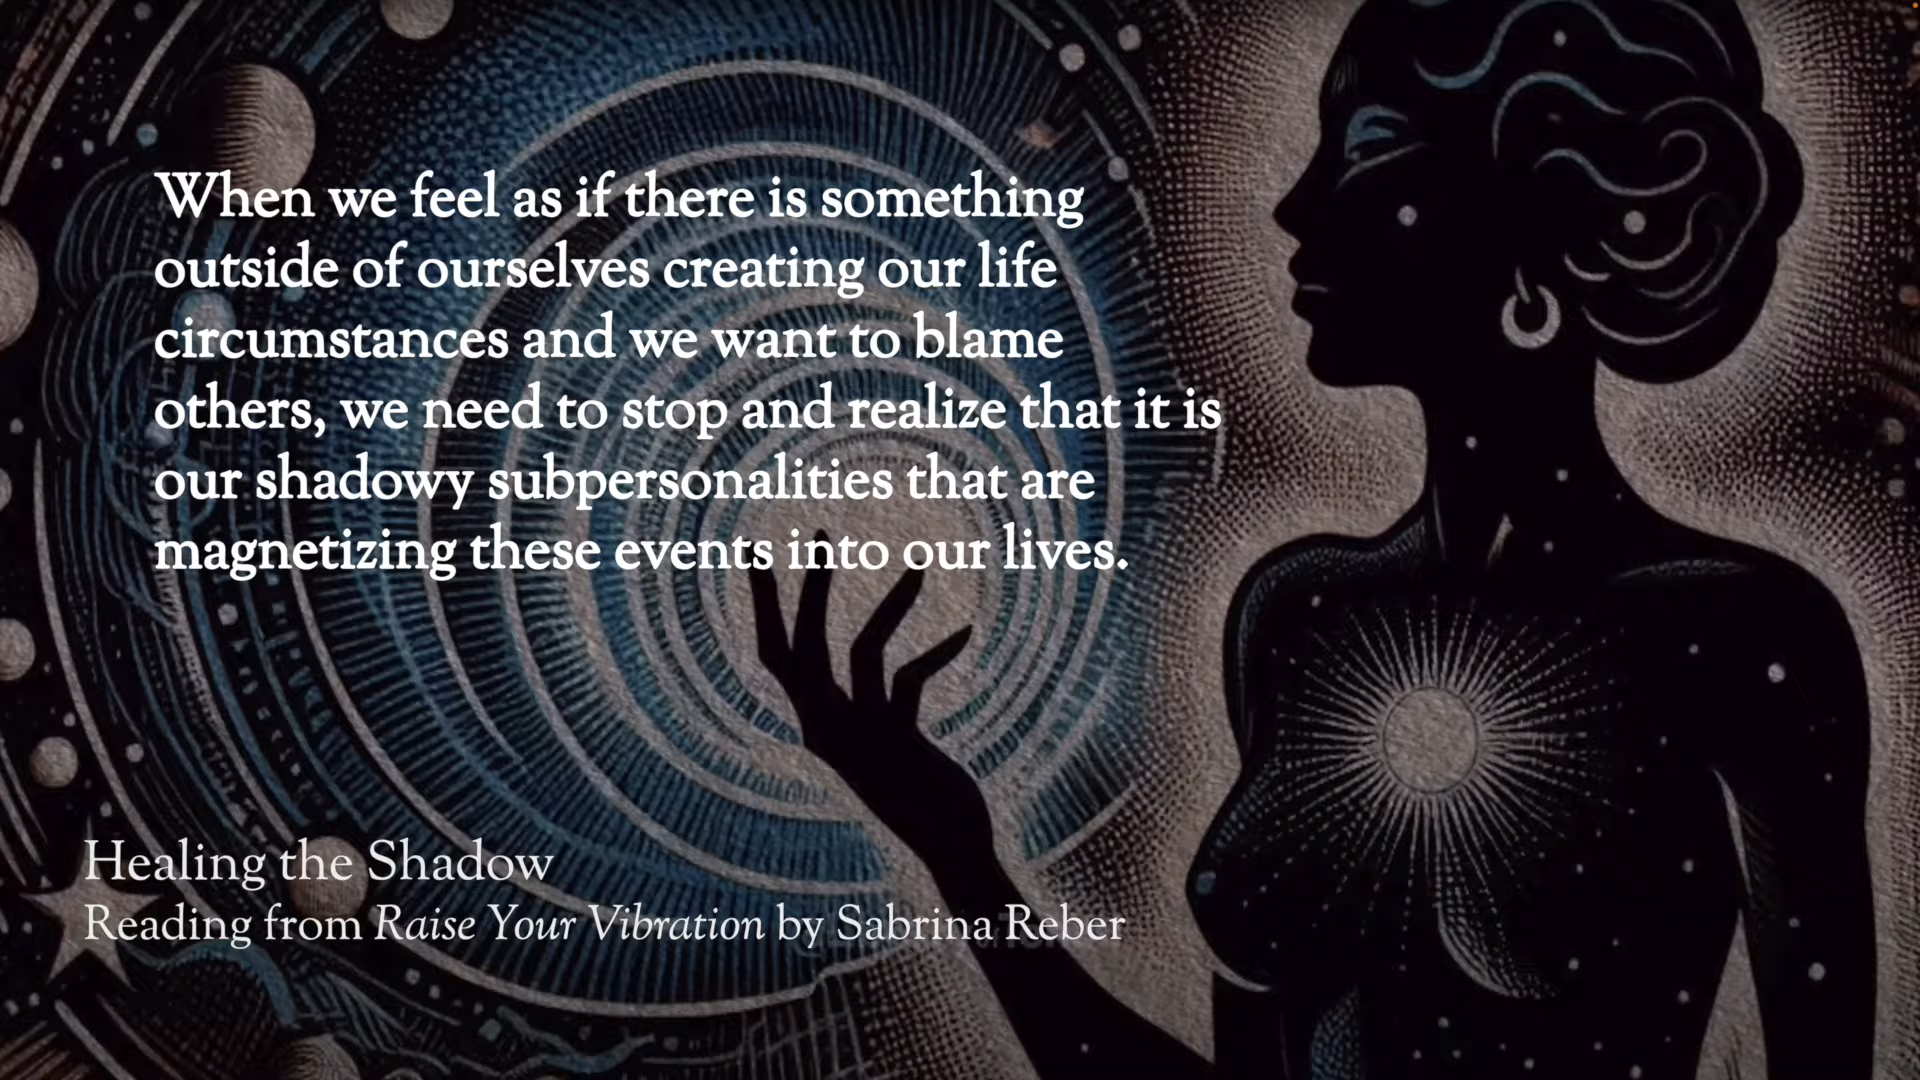 When we feel as if there is something
outside of ourselves creating our life
circumstances and we want to blame
others, we need to stop and realize that it is
our shadowy subpersonalities that are
magnetizing these events into our lives.
Healing the Shadow
Reading from Raise Your Vibration by Sabrina Reber